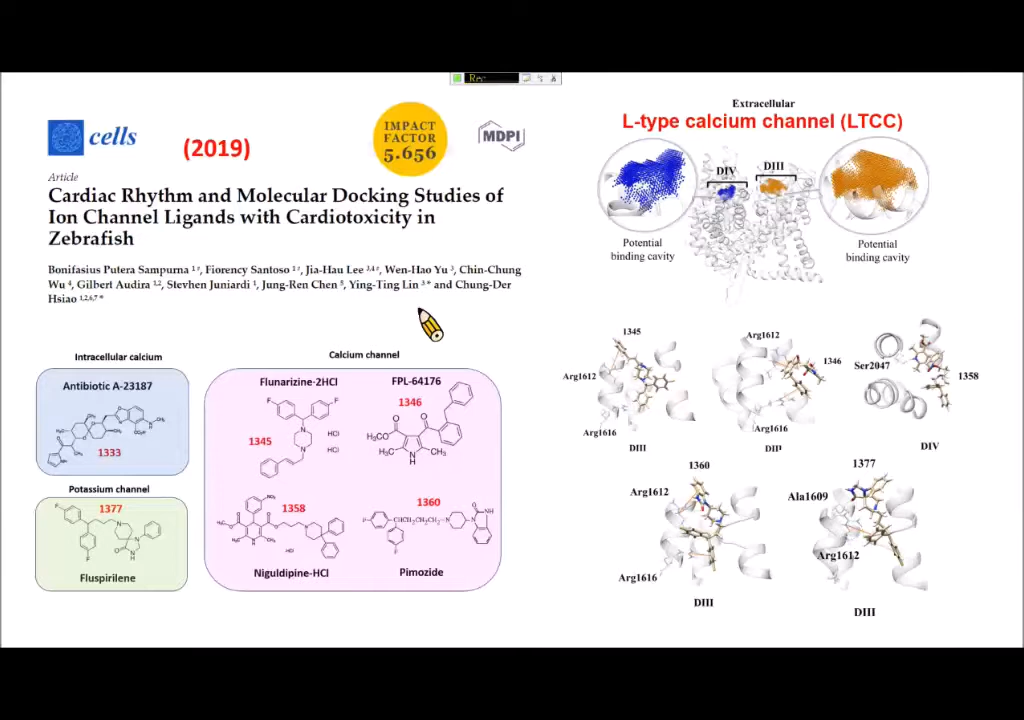 Rec
cells
(2019)
IMPACT
FACTOR
5.656
MDPI
Article
Cardiac Rhythm and Molecular Docking Studies of
Ion Channel Ligands with Cardiotoxicity in
Zebrafish
Bonifasius Putera Sampurna 1,†, Fiorency Santoso 1,†, Jia-Hau Lee 3,4,†, Wen-Hao Yu 3, Chin-Chung
Wu 4, Gilbert Audira 1,2, Stevhen Juniardi 1, Jung-Ren Chen 5, Ying-Ting Lin 3,* and Chung-Der
Hsiao 1,2,6,7,*
Intracellular calcium
Antibiotic A-23187
1333
Potassium channel
1377
Fluspirilene
Calcium channel
Flunarizine-2HCl
1345
HCl
HCl
FPL-64176
1346
H₃CO
H₃C
CH₃
N
H
O
O
1358
Niguldipine-HCl
HCl
1360
Pimozide
Extracellular
L-type calcium channel (LTCC)
DIV
DIII
Potential
binding cavity
Potential
binding cavity
1345
Arg1612
Arg1616
DIII
Arg1612
1346
Arg1616
DIII
Ser2047
1358
DIV
1360
Arg1612
Arg1616
DIII
1377
Ala1609
Arg1612
DIII